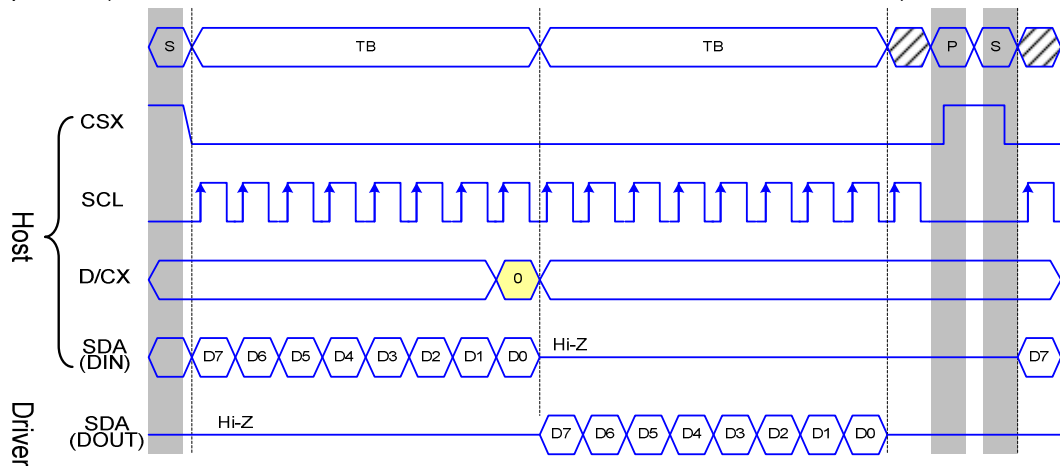 S TB TB P S
CSX
SCL
D/CX 0
SDA
(DIN) D7 D6 D5 D4 D3 D2 D1 D0 Hi-Z D7
SDA
(DOUT) Hi-Z D7 D6 D5 D4 D3 D2 D1 D0
Host
Driver